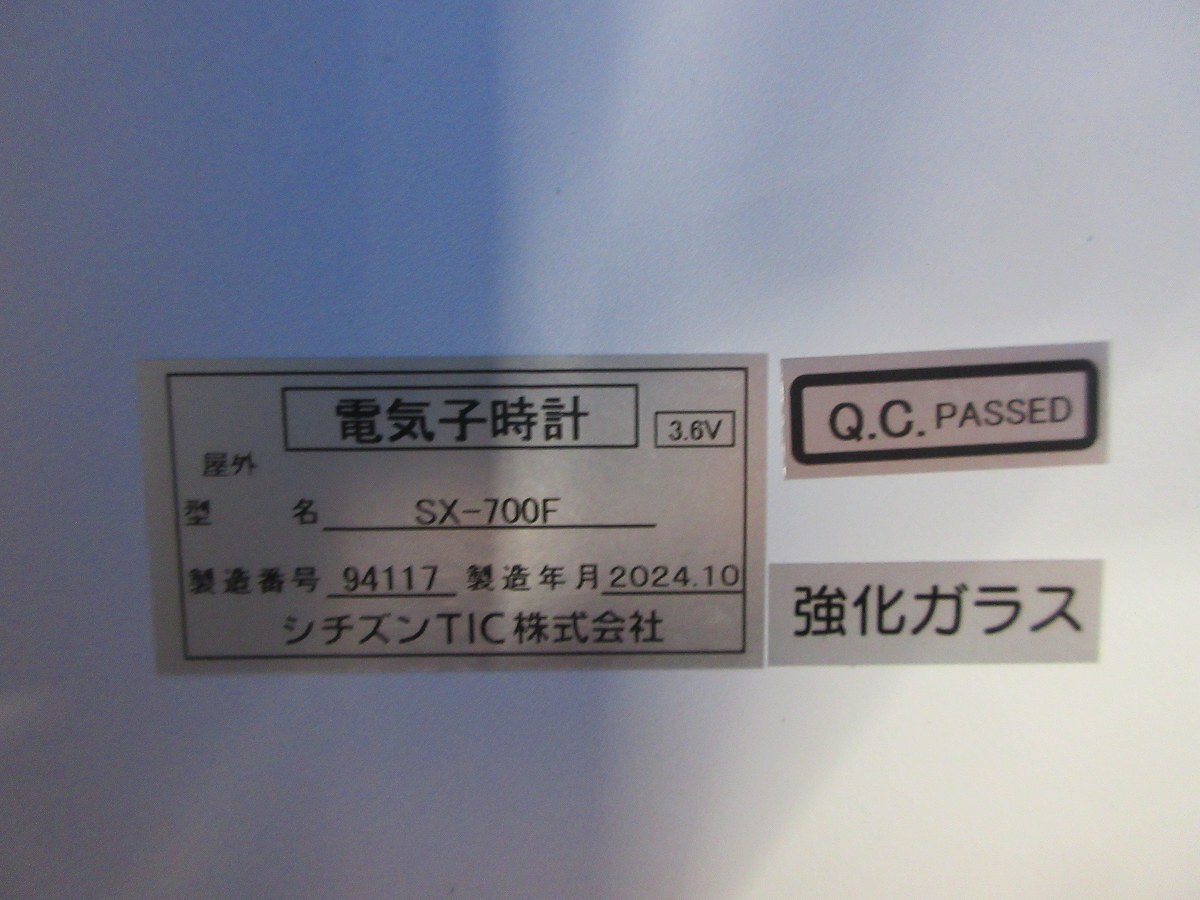 電気子時計
3.6V
屋外
型 名 SX-700F
製造番号 94117 製造年月 2024.10
シチズンTIC株式会社
Q.C. PASSED
強化ガラス